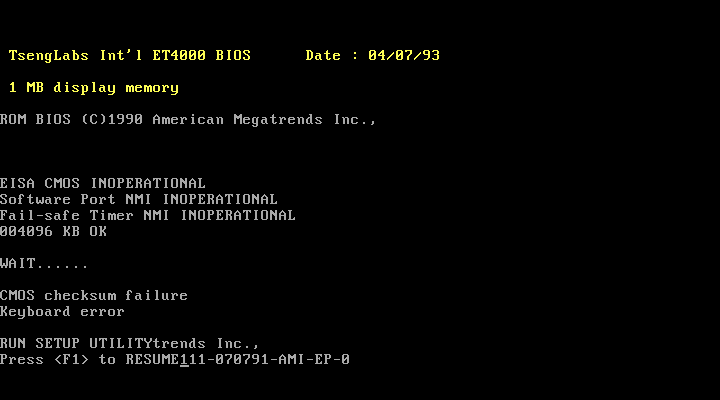 TsengLabs Int'l ET4000 BIOS      Date : 04/07/93
1 MB display memory
ROM BIOS (C)1990 American Megatrends Inc.,
EISA CMOS INOPERATIONAL
Software Port NMI INOPERATIONAL
Fail-safe Timer NMI INOPERATIONAL
004096 KB OK
WAIT......
CMOS checksum failure
Keyboard error
RUN SETUP UTILITYtrends Inc.,
Press <F1> to RESUME111-070791-AMI-EP-0